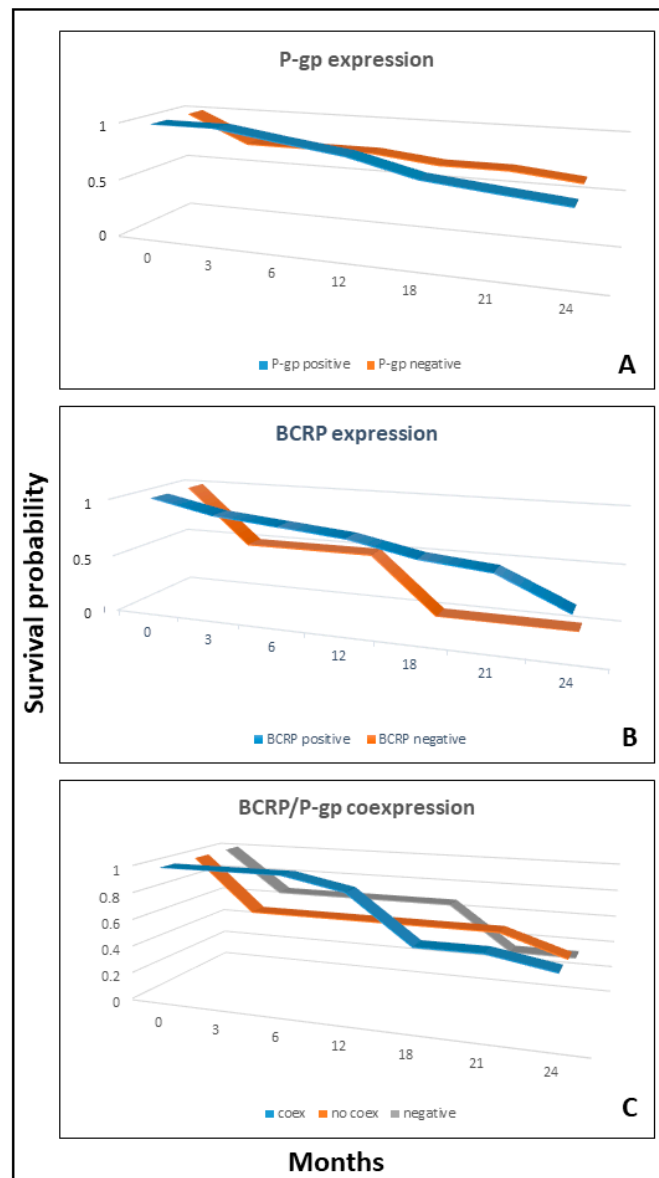 P-gp expression
1
0.5
0
0 3 6 12 18 21 24
P-gp positive P-gp negative
A
BCRP expression
1
0.5
0
0 3 6 12 18 21 24
BCRP positive BCRP negative
B
Survival probability
BCRP/P-gp coexpression
1
0.8
0.6
0.4
0.2
0
0 3 6 12 18 21 24
coex no coex negative
C
Months